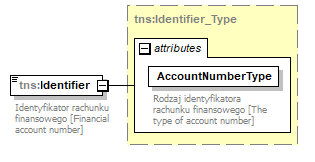 tns:Identifier_Type
attributes
tns:Identifier
AccountNumberType
Identyfikator rachunku
finansowego [Financial
account number]
Rodzaj identyfikatora
rachunku finansowego [The
type of account number]